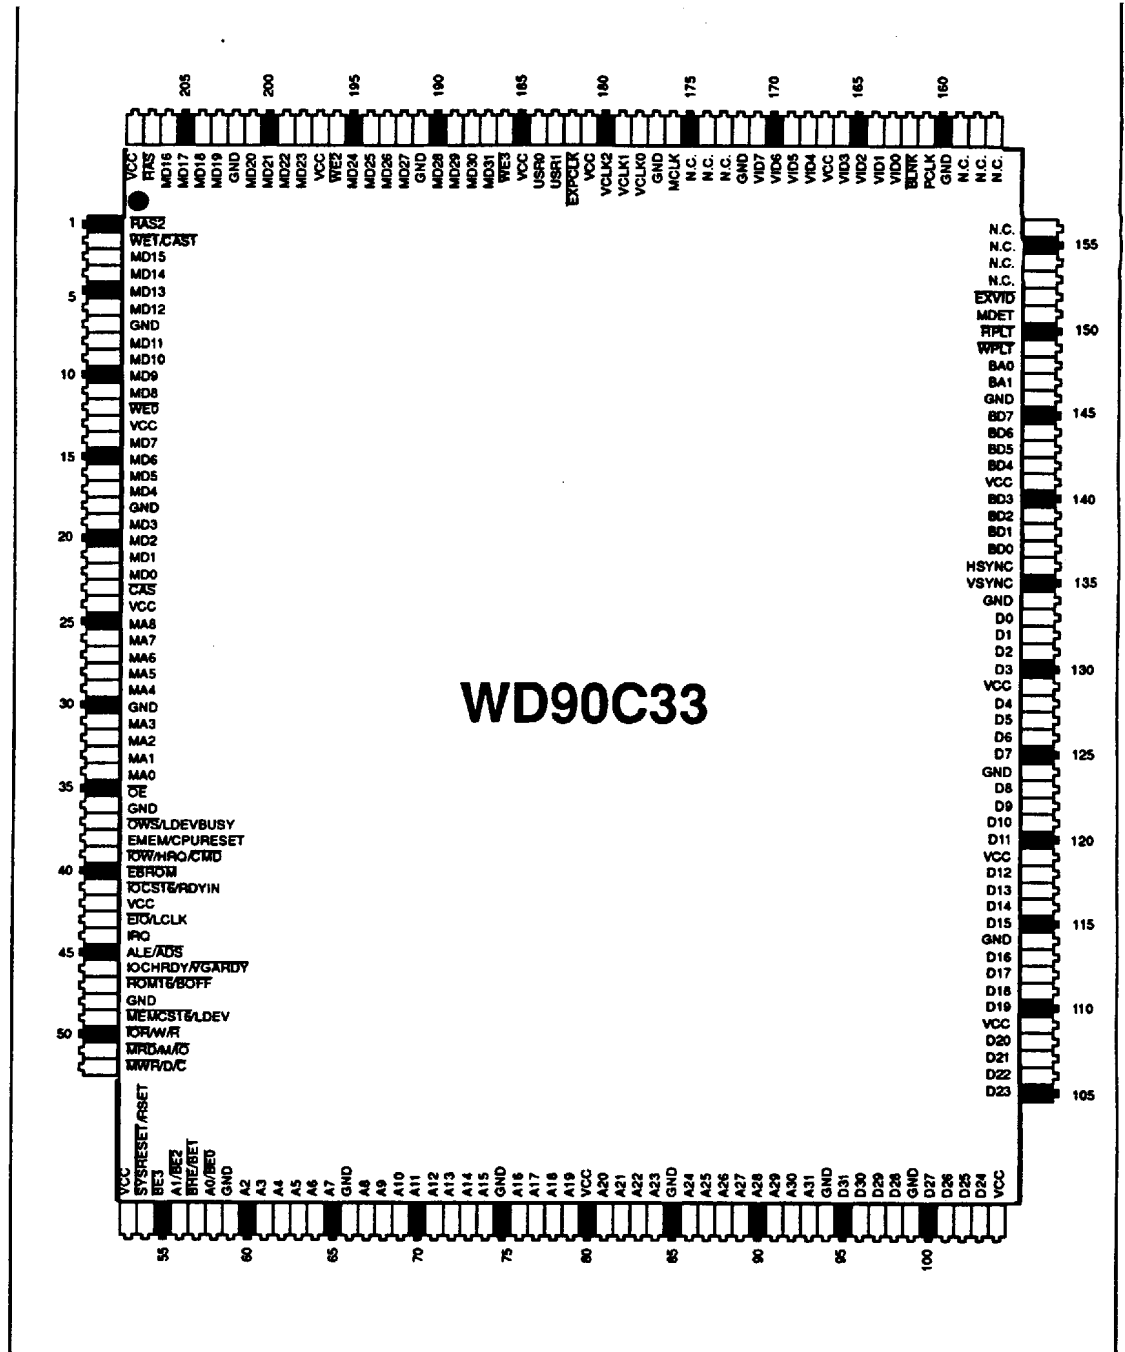 205 200 195 190 185 180 175 170 165 160
VCC RAS MD16 MD17 MD18 MD19 GND MD20 MD21 MD22 MD23 VCC WE2 MD24 MD25 MD26 MD27 GND MD28 MD29 MD30 MD31 WE3 VCC USR0 USR1 EXPCLK VCC VCLK2 VCLK1 VCLK0 GND MCLK N.C. N.C. N.C. GND VID7 VID6 VID5 VID4 VCC VID3 VID2 VID1 VID0 BLNK PCLK GND N.C. N.C. N.C.
1 RAS2
WE1/CAS1
MD15
MD14
5 MD13
MD12
GND
MD11
MD10
10 MD9
MD8
WE0
VCC
MD7
15 MD6
MD5
MD4
GND
MD3
20 MD2
MD1
MD0
CAS
VCC
25 MA8
MA7
MA6
MA5
MA4
30 GND
MA3
MA2
MA1
MA0
35 OE
GND
OWS/LDEVBUSY
EMEM/CPURESET
IOW/HRQ/CMD
40 EBROM
IOCS16/RDYIN
VCC
EIO/LCLK
IRQ
45 ALE/ADS
IOCHRDY/VGARDY
ROM16/BOFF
GND
MEMCS16/LDEV
50 IOR/W/R
MRD/M/IO
MWR/D/C
WD90C33
N.C.
N.C. 155
N.C.
N.C.
EXVID
MDET
RPLT 150
WPLT
BA0
BA1
GND
BD7 145
BD6
BD5
BD4
VCC
BD3 140
BD2
BD1
BD0
HSYNC
VSYNC 135
GND
D0
D1
D2
D3 130
VCC
D4
D5
D6
D7 125
GND
D8
D9
D10
D11 120
VCC
D12
D13
D14
D15 115
GND
D16
D17
D18
D19 110
VCC
D20
D21
D22
D23 105
VCC SYSRESET/RSET BE3 A1/BE2 BHE/BE1 A0/BE0 GND A2 A3 A4 A5 A6 A7 GND A8 A9 A10 A11 A12 A13 A14 A15 GND A16 A17 A18 A19 VCC A20 A21 A22 A23 GND A24 A25 A26 A27 A28 A29 A30 A31 GND D31 D30 D29 D28 GND D27 D26 D25 D24 VCC
55 60 65 70 75 80 85 90 95 100